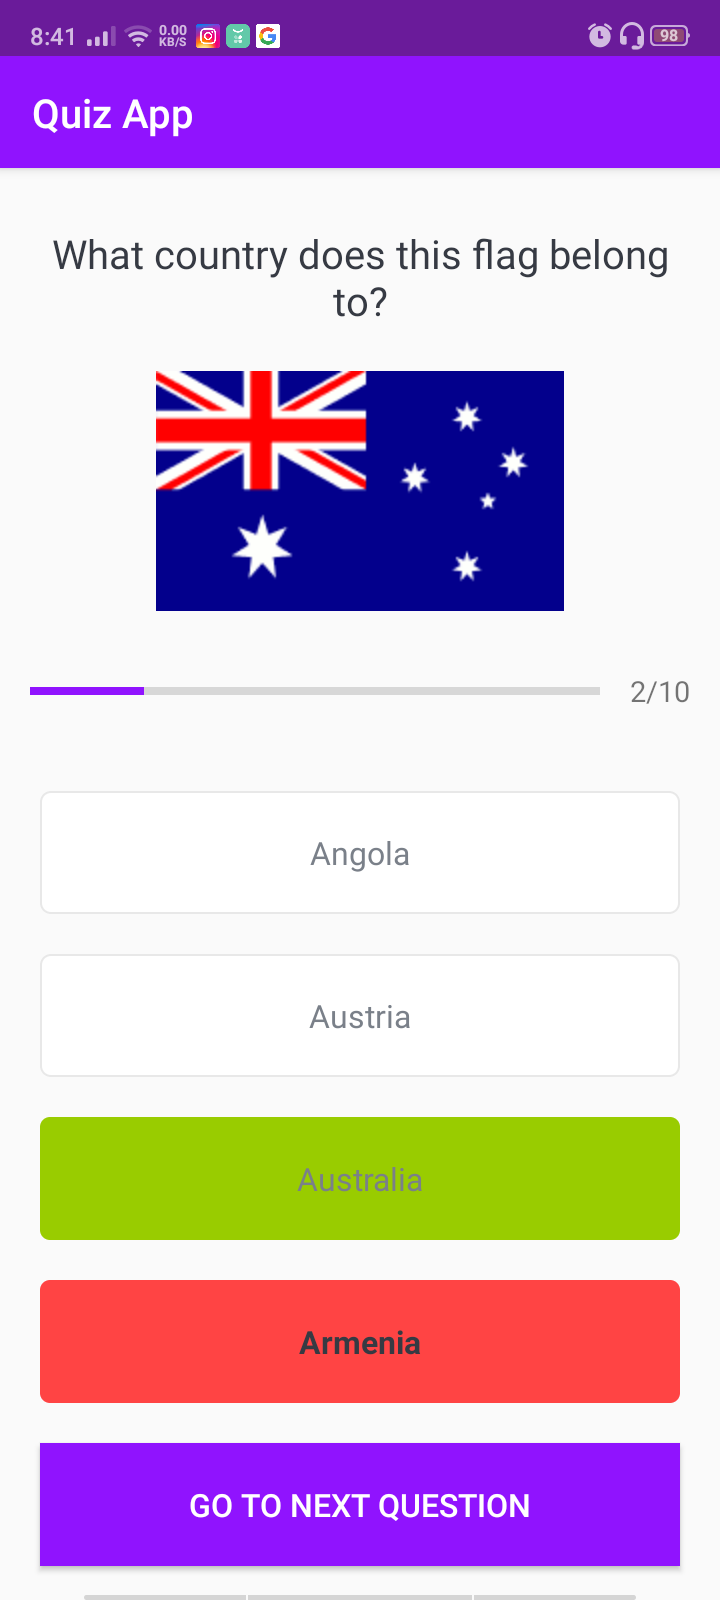 8:41 0.00 KB/S 98
Quiz App
What country does this flag belong
to?
2/10
Angola
Austria
Australia
Armenia
GO TO NEXT QUESTION